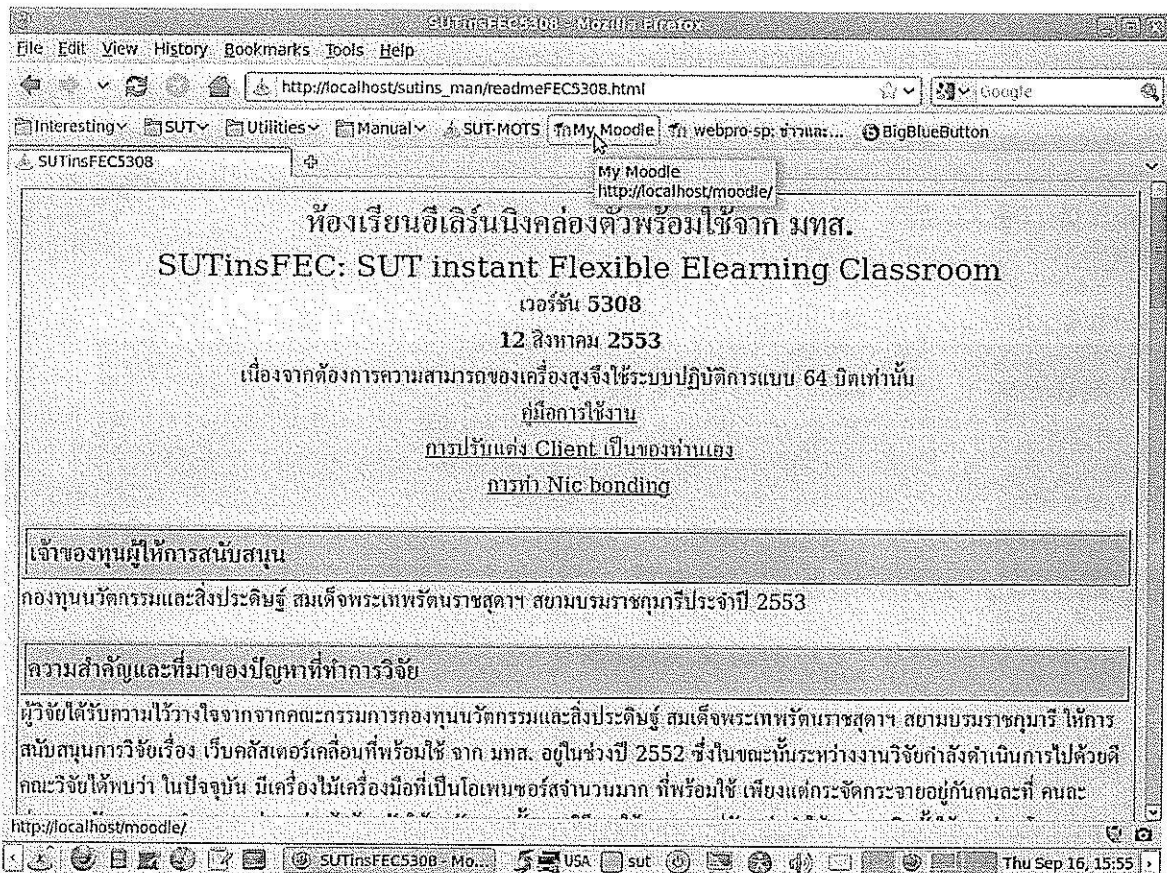 SUTinsFEC5308 - Mozilla Firefox
File Edit View History Bookmarks Tools Help
http://localhost/sutins_man/readmeFEC5308.html Google
Interesting SUT Utilities Manual SUT-MOTS My Moodle webpro-sp: ข่าวและ... BigBlueButton
SUTinsFEC5308
My Moodle
http://localhost/moodle/
ห้องเรียนอีเลิร์นนิงคล่องตัวพร้อมใช้จาก มทส.
SUTinsFEC: SUT instant Flexible Elearning Classroom
เวอร์ชัน 5308
12 สิงหาคม 2553
เนื่องจากต้องการความสามารถของเครื่องสูงจึงใช้ระบบปฏิบัติการแบบ 64 บิตเท่านั้น
คู่มือการใช้งาน
การปรับแต่ง Client เป็นของท่านเอง
การทำ Nic bonding
เจ้าของทุนผู้ให้การสนับสนุน
กองทุนนวัตกรรมและสิ่งประดิษฐ์ สมเด็จพระเทพรัตนราชสุดาฯ สยามบรมราชกุมารีประจำปี 2553
ความสำคัญและที่มาของปัญหาที่ทำการวิจัย
ผู้วิจัยได้รับความไว้วางใจจากจากคณะกรรมการกองทุนนวัตกรรมและสิ่งประดิษฐ์ สมเด็จพระเทพรัตนราชสุดาฯ สยามบรมราชกุมารี ให้การ
สนับสนุนการวิจัยเรื่อง เว็บคลัสเตอร์เคลื่อนที่พร้อมใช้ จาก มทส. อยู่ในช่วงปี 2552 ซึ่งในขณะนั้นระหว่างงานวิจัยกำลังดำเนินการไปด้วยดี
คณะวิจัยได้พบว่า ในปัจจุบัน มีเครื่องไม้เครื่องมือที่เป็นโอเพนซอร์สจำนวนมาก ที่พร้อมใช้ เพียงแต่กระจัดกระจายอยู่กันคนละที่ คนละ
http://localhost/moodle/
SUTinsFEC5308 - Mo... USA sut Thu Sep 16, 15:55